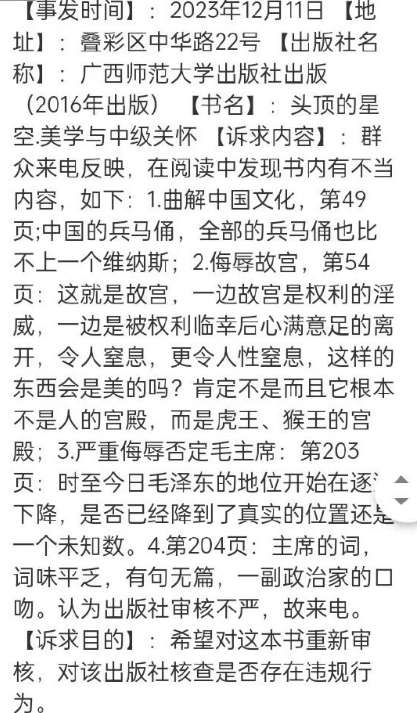 【事发时间】：2023年12月11日 【地
址】：叠彩区中华路22号 【出版社名
称】：广西师范大学出版社出版
（2016年出版） 【书名】：头顶的星
空.美学与中级关怀 【诉求内容】：群
众来电反映，在阅读中发现书内有不当
内容，如下：1.曲解中国文化，第49
页;中国的兵马俑，全部的兵马俑也比
不上一个维纳斯；2.侮辱故宫，第54
页：这就是故宫，一边故宫是权利的淫
威，一边是被权利临幸后心满意足的离
开，令人窒息，更令人性窒息，这样的
东西会是美的吗？肯定不是而且它根本
不是人的宫殿，而是虎王、猴王的宫
殿；3.严重侮辱否定毛主席：第203
页：时至今日毛泽东的地位开始在逐
下降，是否已经降到了真实的位置还是
一个未知数。4.第204页：主席的词，
词味平乏，有句无篇，一副政治家的口
吻。认为出版社审核不严，故来电。
【诉求目的】：希望对这本书重新审
核，对该出版社核查是否存在违规行
为。